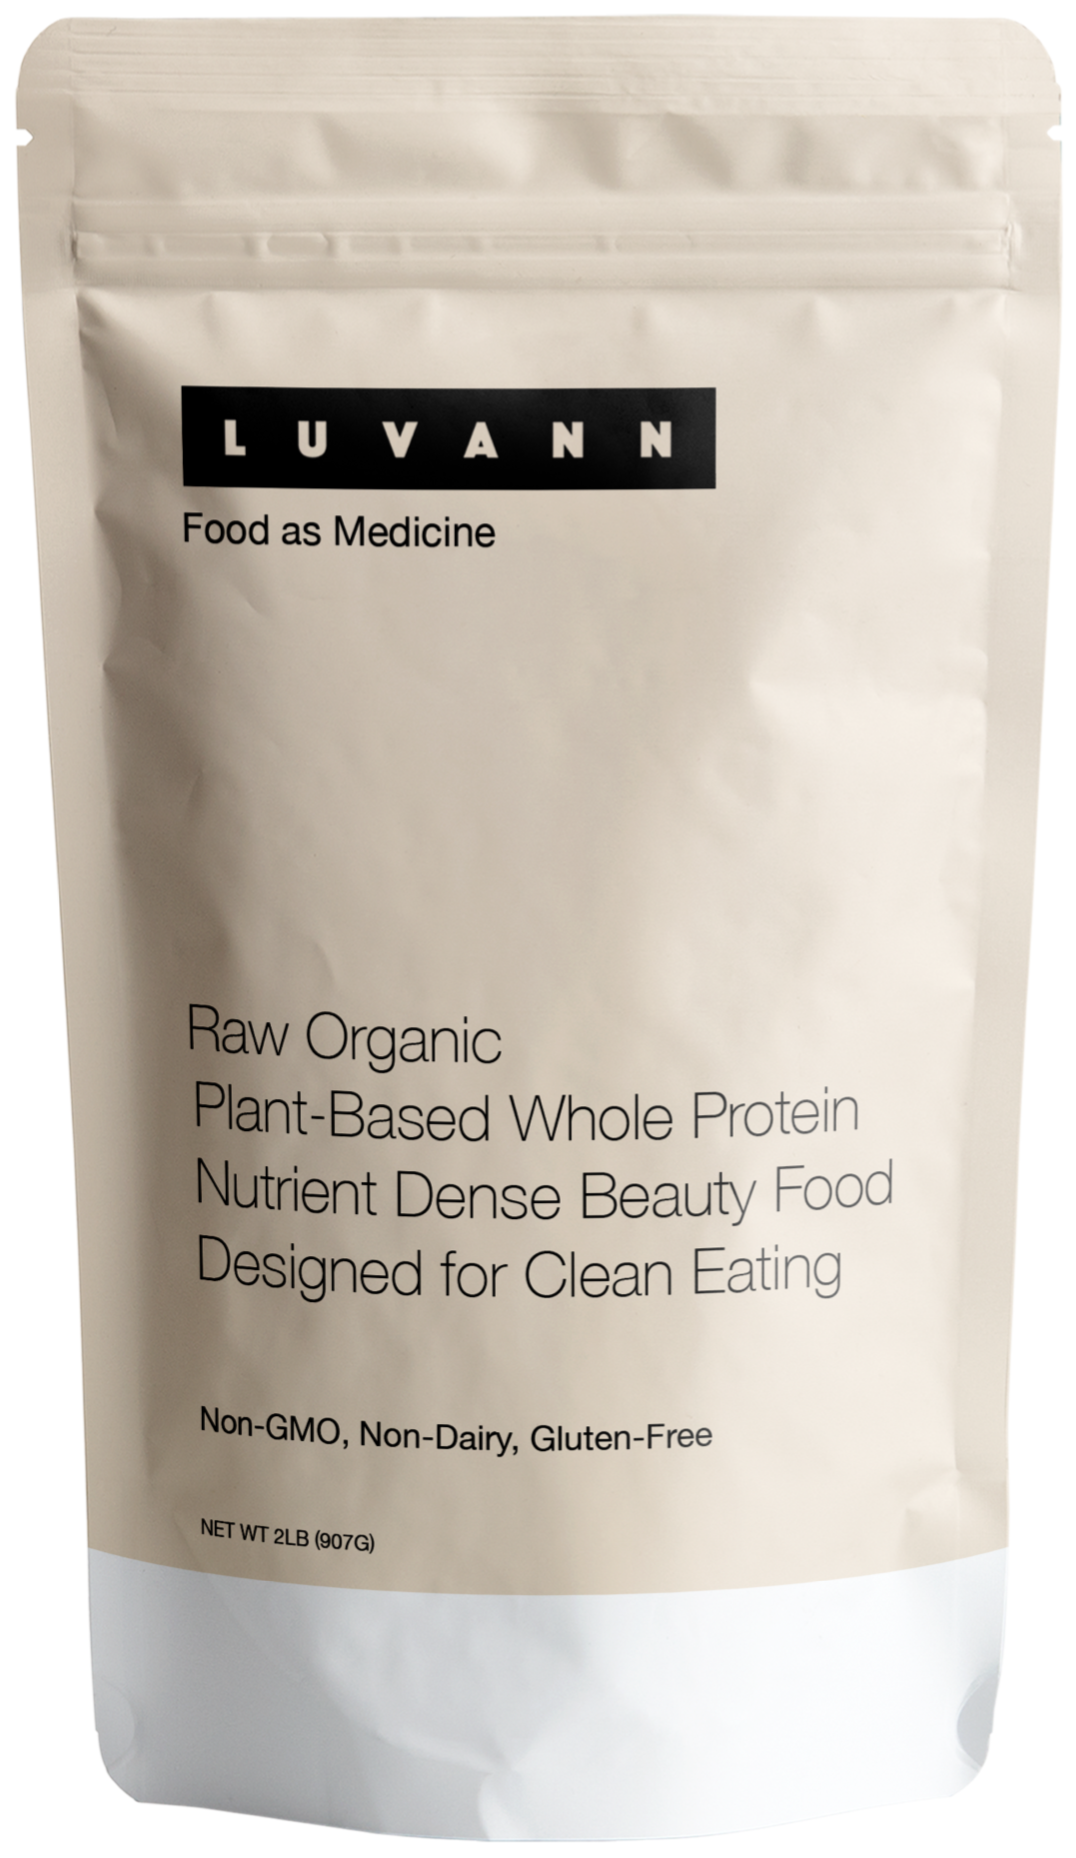 LUVANN
Food as Medicine
Raw Organic
Plant-Based Whole Protein
Nutrient Dense Beauty Food
Designed for Clean Eating
Non-GMO, Non-Dairy, Gluten-Free
NET WT 2LB (907G)